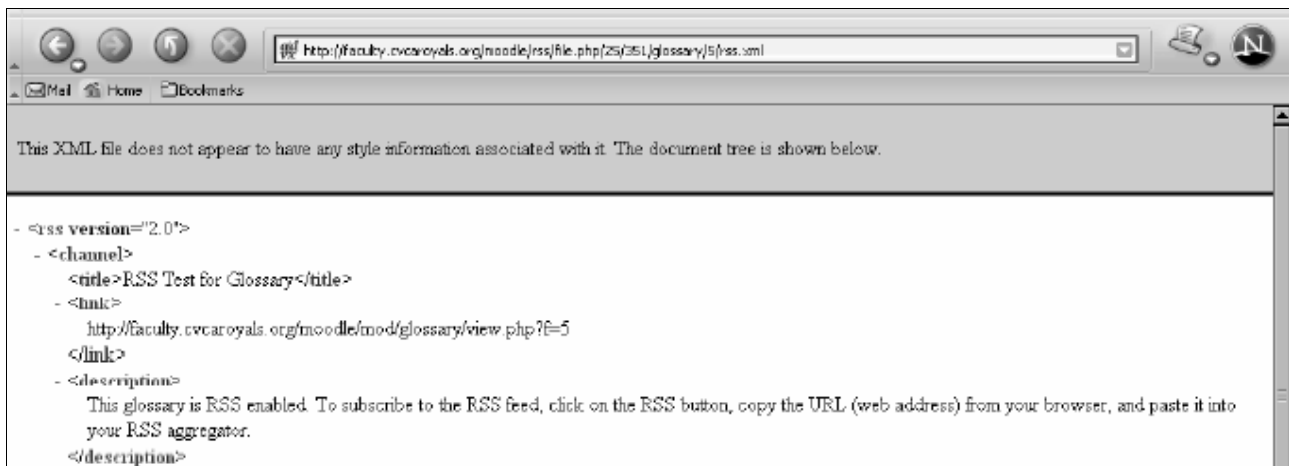 http://faculty.cvcaroyals.org/moodle/rss/file.php/25/351/glossary/5/rss.xml
N
Mail Home Bookmarks
This XML file does not appear to have any style information associated with it. The document tree is shown below.
- <rss version="2.0">
- <channel>
<title>RSS Test for Glossary</title>
- <link>
http://faculty.cvcaroyals.org/moodle/mod/glossary/view.php?f=5
</link>
- <description>
This glossary is RSS enabled. To subscribe to the RSS feed, click on the RSS button, copy the URL (web address) from your browser, and paste it into
your RSS aggregator.
</description>